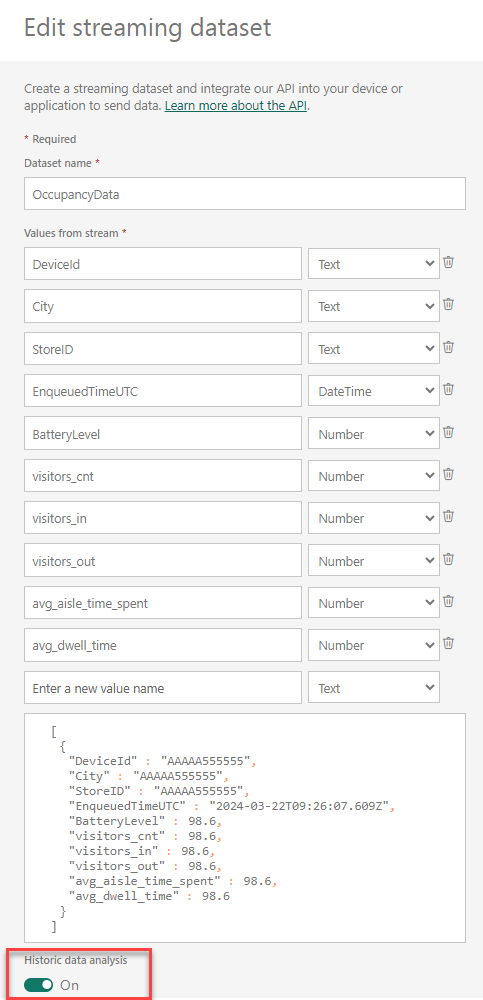 Edit streaming dataset
Create a streaming dataset and integrate our API into your device or
application to send data. Learn more about the API.
* Required
Dataset name *
OccupancyData
Values from stream *
DeviceId Text
City Text
StoreID Text
EnqueuedTimeUTC DateTime
BatteryLevel Number
visitors_cnt Number
visitors_in Number
visitors_out Number
avg_aisle_time_spent Number
avg_dwell_time Number
Enter a new value name Text
[
{
"DeviceId" : "AAAAA555555",
"City" : "AAAAA555555",
"StoreID" : "AAAAA555555",
"EnqueuedTimeUTC" : "2024-03-22T09:26:07.609Z",
"BatteryLevel" : 98.6,
"visitors_cnt" : 98.6,
"visitors_in" : 98.6,
"visitors_out" : 98.6,
"avg_aisle_time_spent" : 98.6,
"avg_dwell_time" : 98.6
}
]
Historic data analysis
On